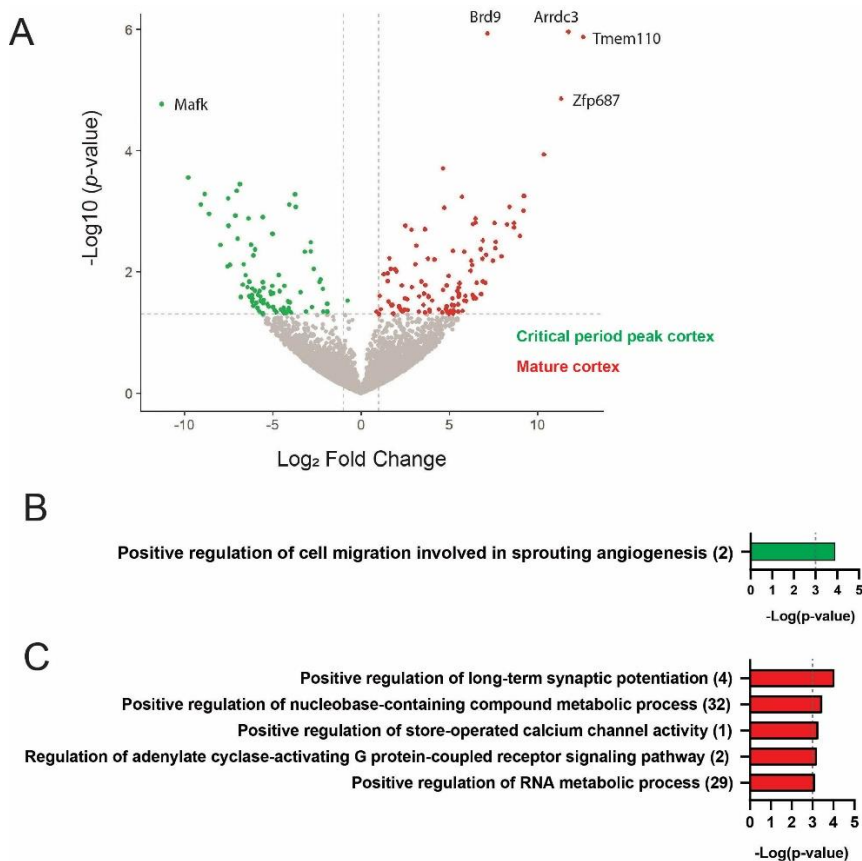 A
Brd9
Arrdc3
Tmem110
Mafk
Zfp687
-Log10 (p-value)
6
4
2
0
Critical period peak cortex
Mature cortex
-10 -5 0 5 10
Log₂ Fold Change
B
Positive regulation of cell migration involved in sprouting angiogenesis (2)
0 1 2 3 4 5
-Log(p-value)
C
Positive regulation of long-term synaptic potentiation (4)
Positive regulation of nucleobase-containing compound metabolic process (32)
Positive regulation of store-operated calcium channel activity (1)
Regulation of adenylate cyclase-activating G protein-coupled receptor signaling pathway (2)
Positive regulation of RNA metabolic process (29)
0 1 2 3 4 5
-Log(p-value)